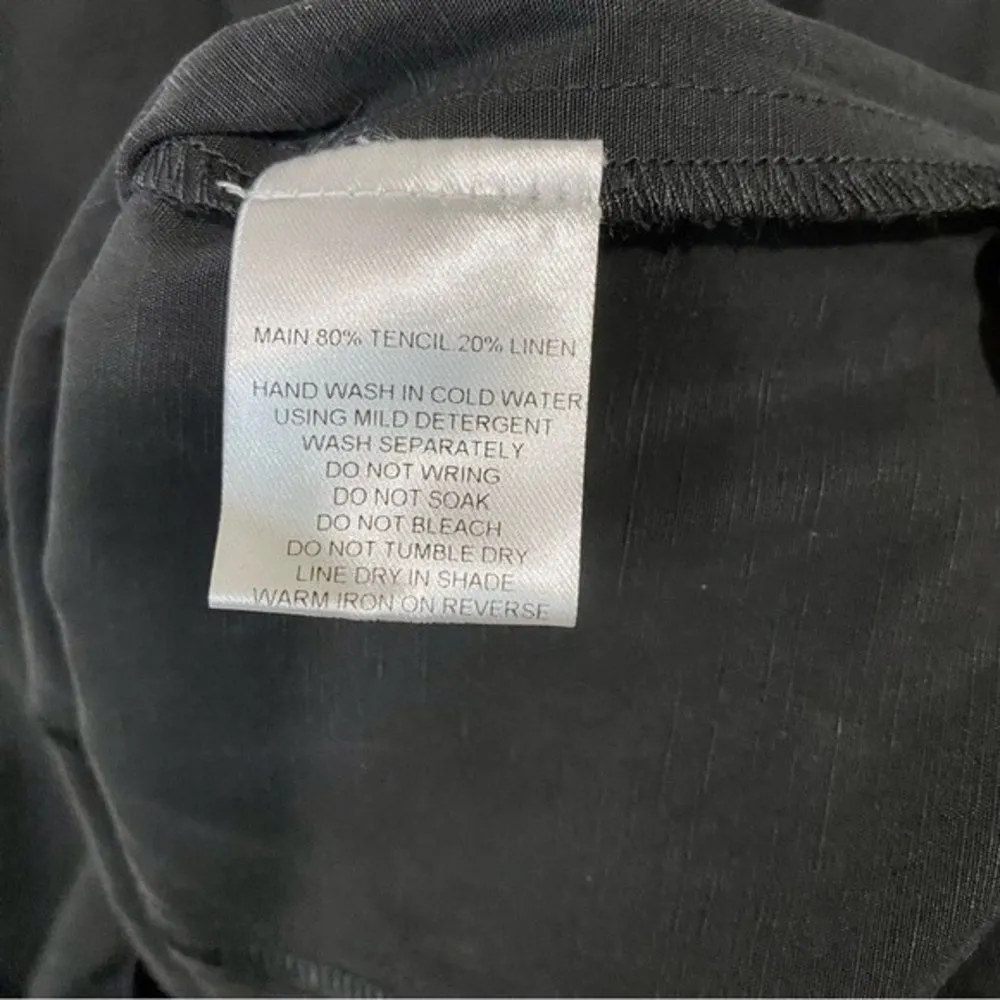 MAIN 80% TENCIL.20% LINEN
HAND WASH IN COLD WATER
USING MILD DETERGENT
WASH SEPARATELY
DO NOT WRING
DO NOT SOAK
DO NOT BLEACH
DO NOT TUMBLE DRY
LINE DRY IN SHADE
WARM IRON ON REVERSE